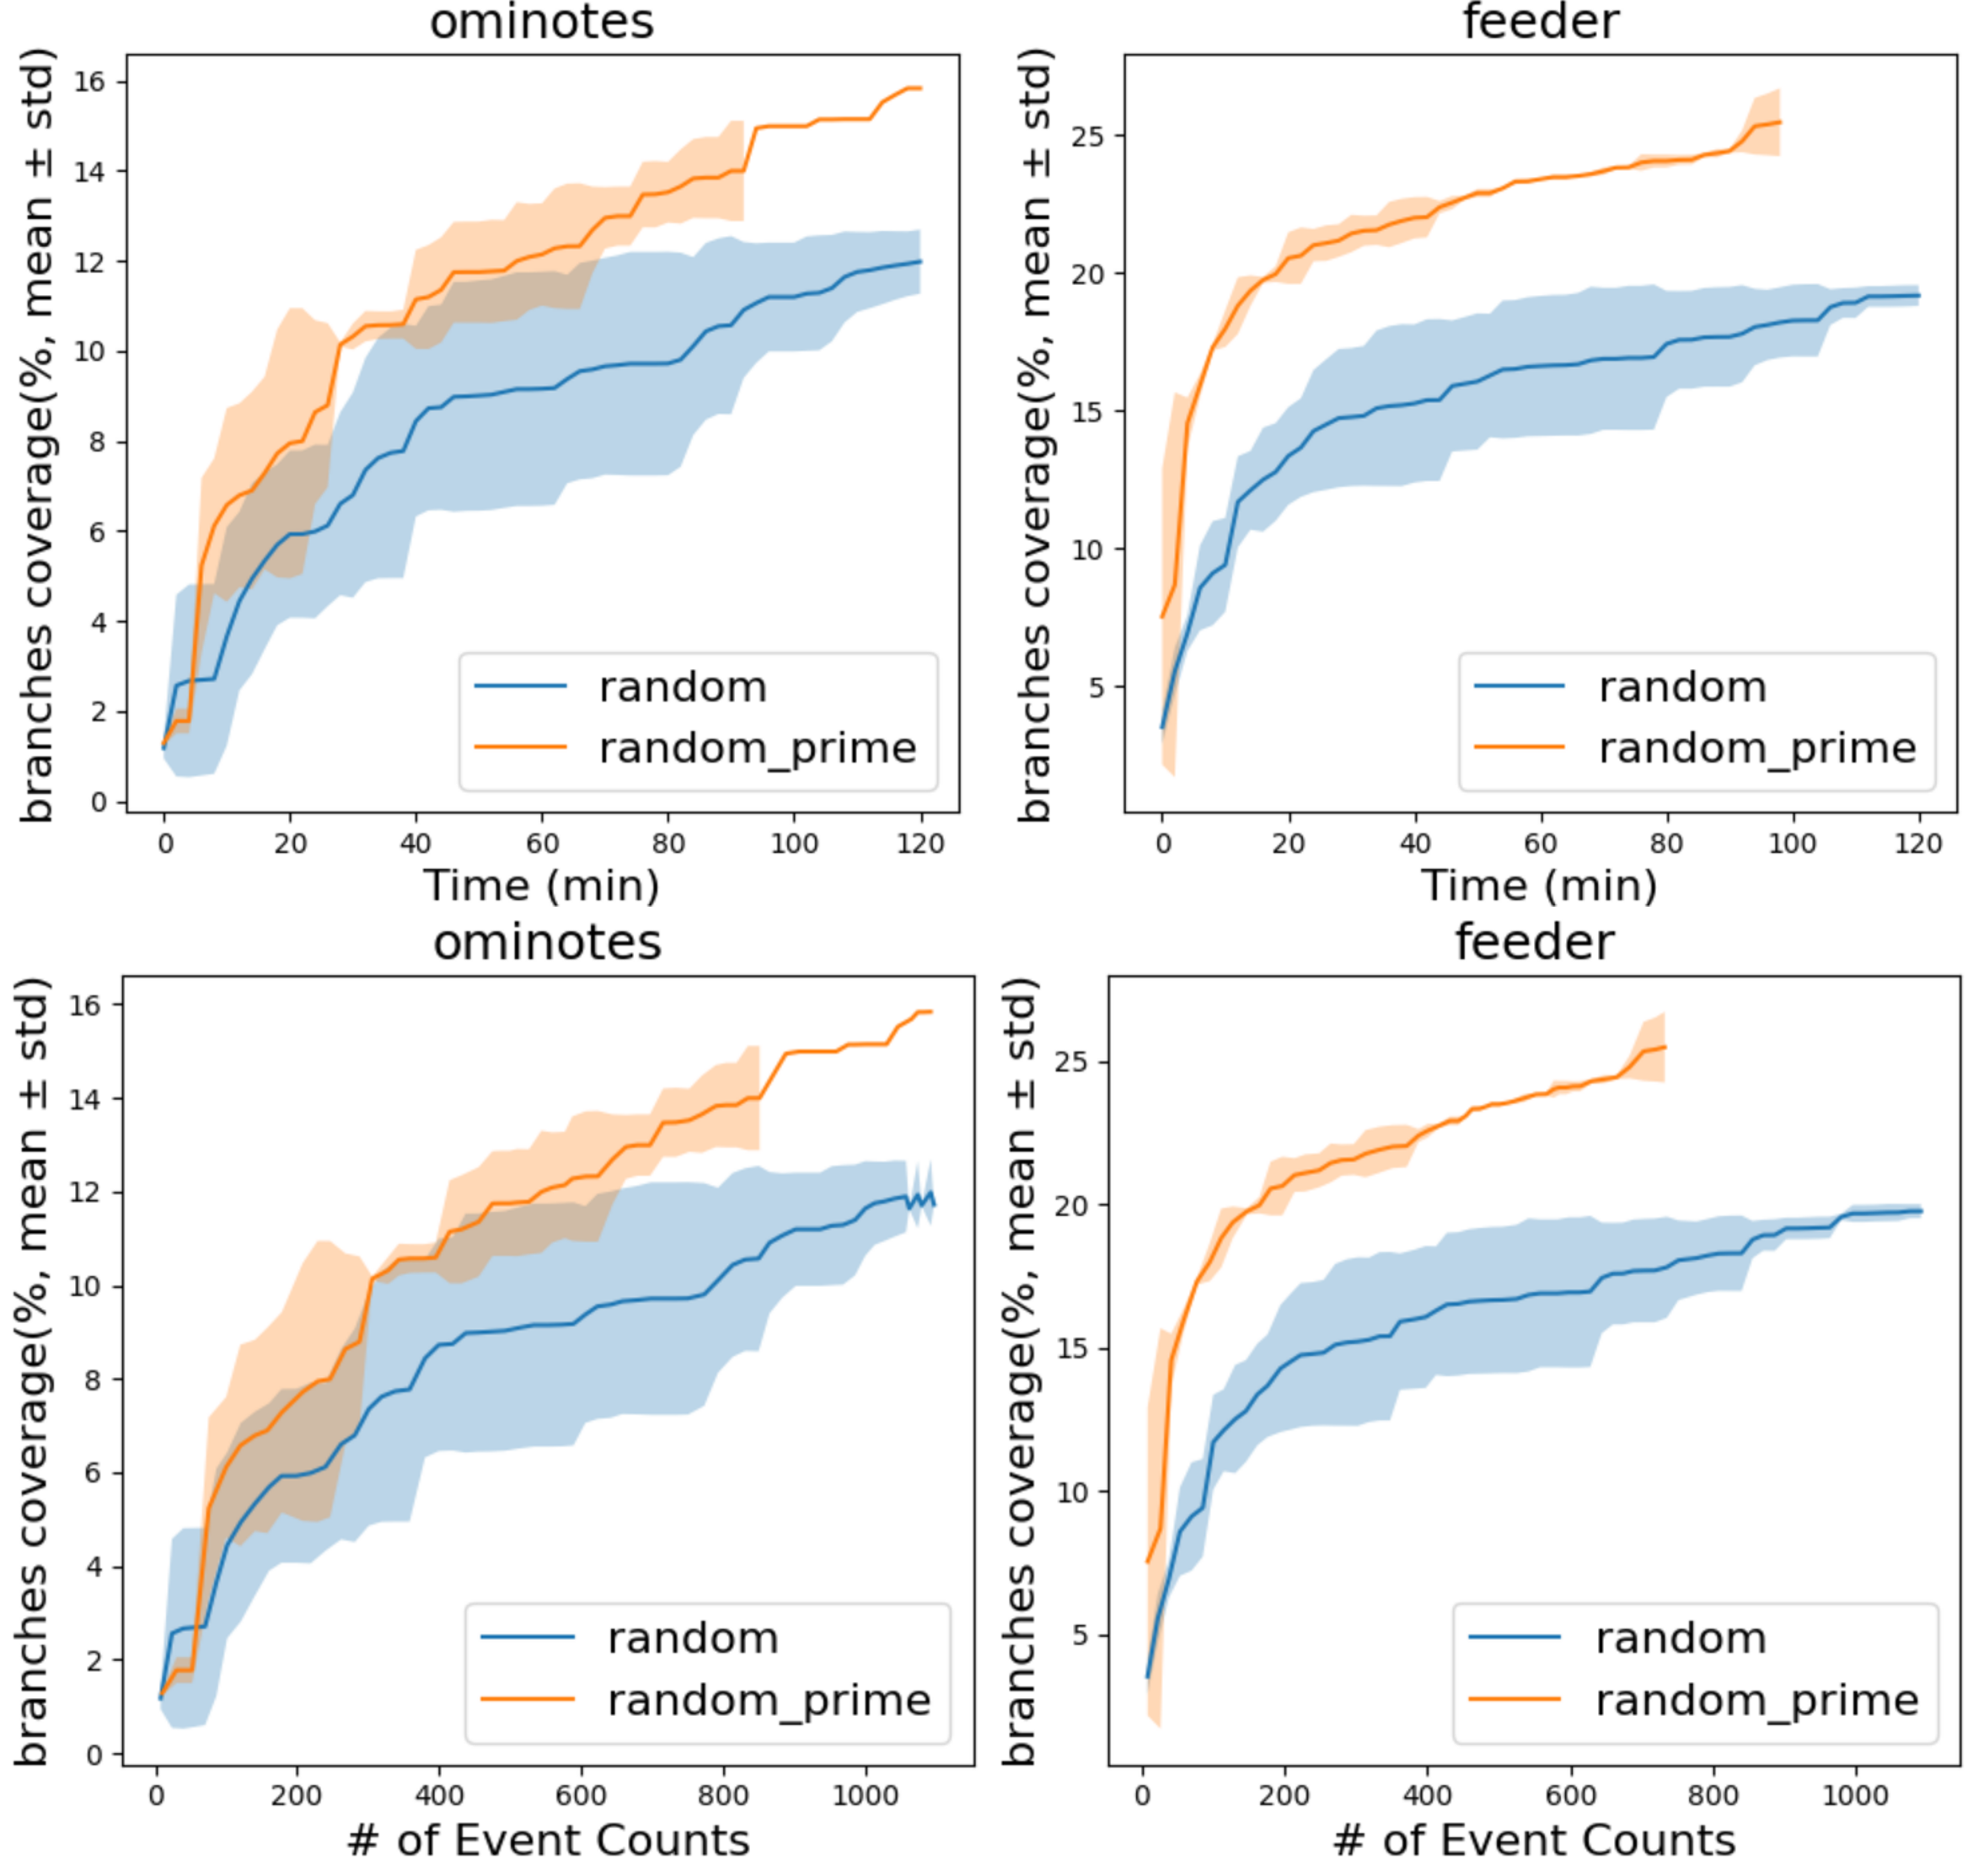 ominotes
branches coverage(%, mean ± std)
16
14
12
10
8
6
4
2
0
random
random_prime
0 20 40 60 80 100 120
Time (min)
feeder
branches coverage(%, mean ± std)
25
20
15
10
5
random
random_prime
0 20 40 60 80 100 120
Time (min)
ominotes
branches coverage(%, mean ± std)
16
14
12
10
8
6
4
2
0
random
random_prime
0 200 400 600 800 1000
# of Event Counts
feeder
branches coverage(%, mean ± std)
25
20
15
10
5
random
random_prime
0 200 400 600 800 1000
# of Event Counts